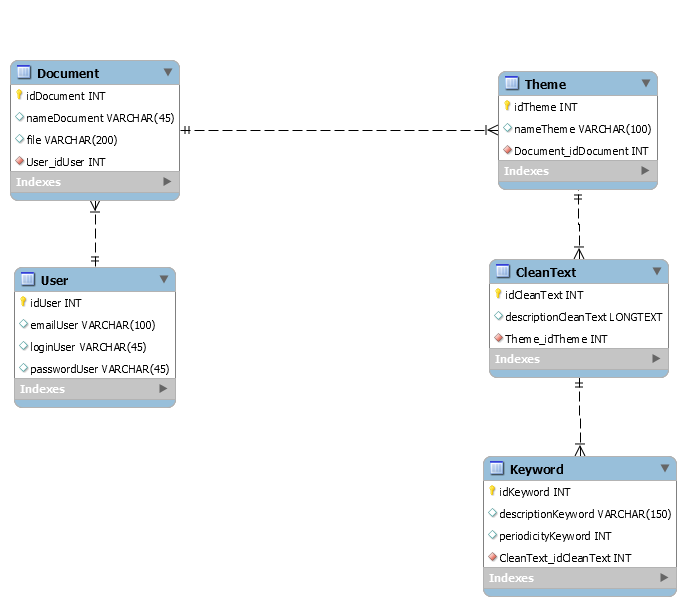 Document
idDocument INT
nameDocument VARCHAR(45)
file VARCHAR(200)
User_idUser INT
Indexes
User
idUser INT
emailUser VARCHAR(100)
loginUser VARCHAR(45)
passwordUser VARCHAR(45)
Indexes
Theme
idTheme INT
nameTheme VARCHAR(100)
Document_idDocument INT
Indexes
CleanText
idCleanText INT
descriptionCleanText LONGTEXT
Theme_idTheme INT
Indexes
Keyword
idKeyword INT
descriptionKeyword VARCHAR(150)
periodicityKeyword INT
CleanText_idCleanText INT
Indexes